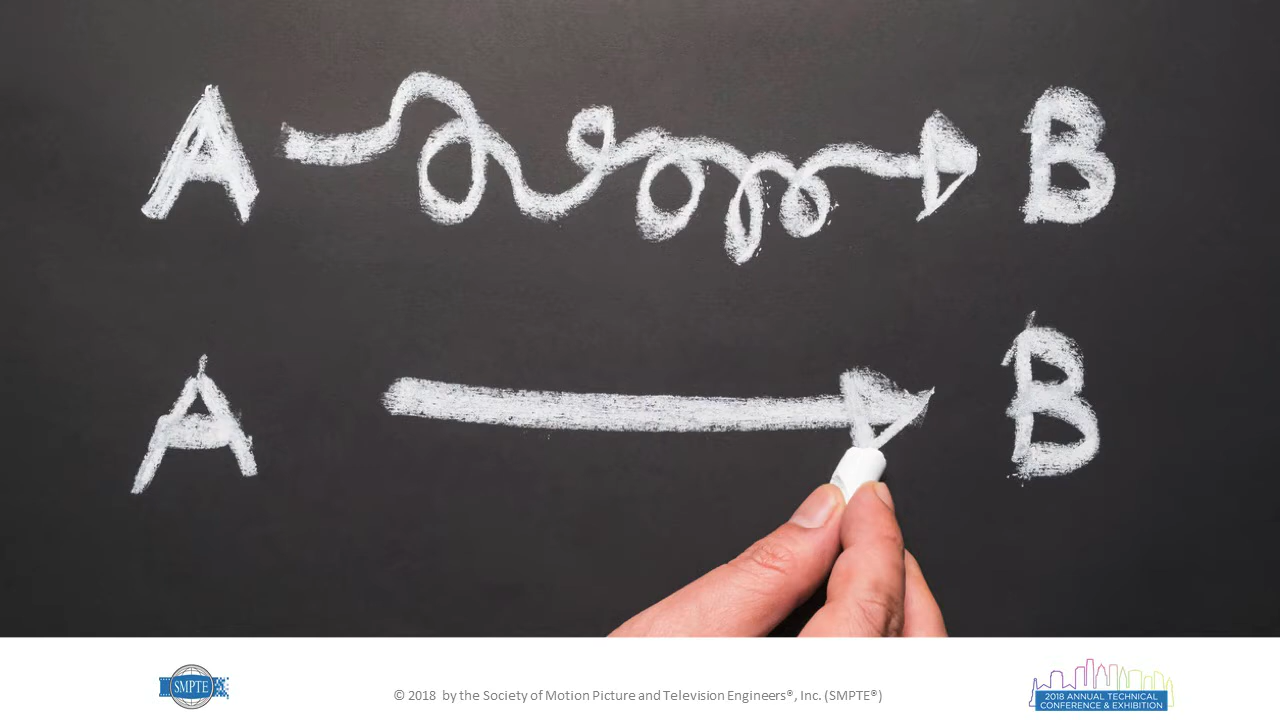 A B
A B
SMPTE
© 2018 by the Society of Motion Picture and Television Engineers®, Inc. (SMPTE®)
2018 ANNUAL TECHNICAL
CONFERENCE & EXHIBITION